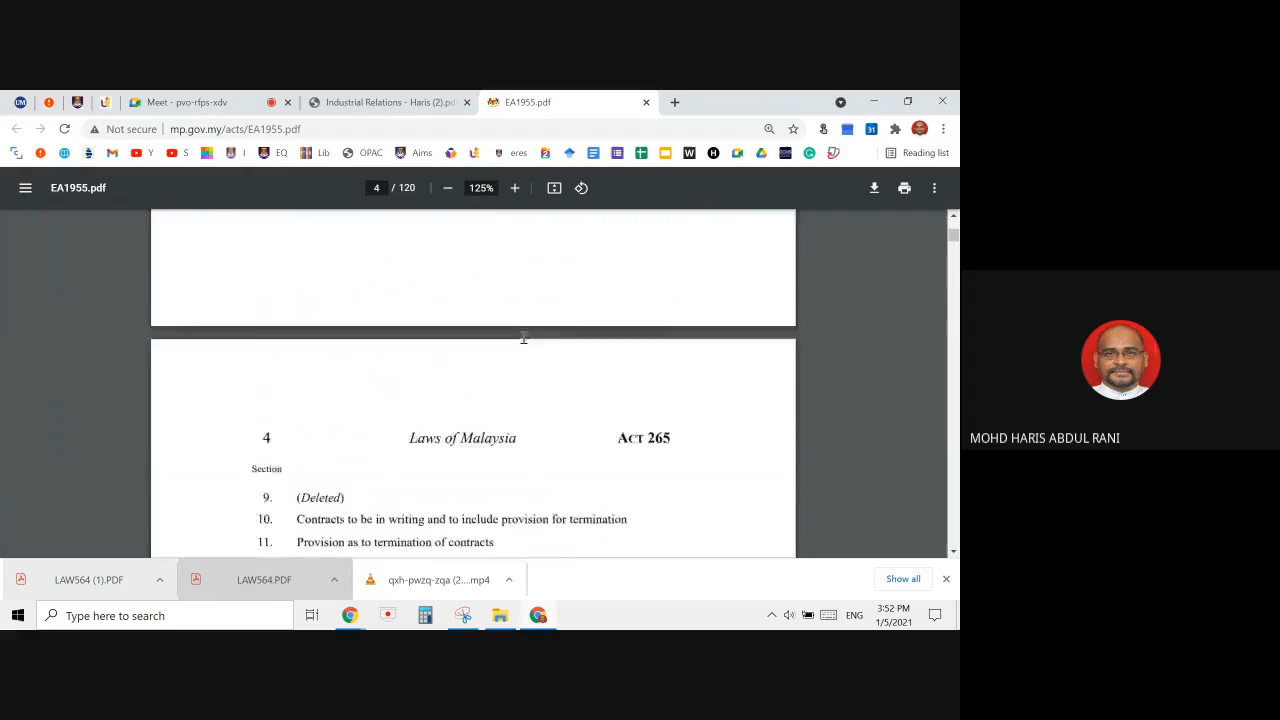 Meet - pvo-rfps-xdv
Industrial Relations - Haris (2).pd
EA1955.pdf
Not secure
mp.gov.my/acts/EA1955.pdf
31
Y
S
I
EQ
Lib
OPAC
Aims
eres
Reading list
EA1955.pdf
4 / 120
125%
4 Laws of Malaysia ACT 265
Section
9. (Deleted)
10. Contracts to be in writing and to include provision for termination
11. Provision as to termination of contracts
MOHD HARIS ABDUL RANI
LAW564 (1).PDF
LAW564.PDF
qxh-pwzq-zqa (2....mp4
Show all
Type here to search
ENG
3:52 PM
1/5/2021